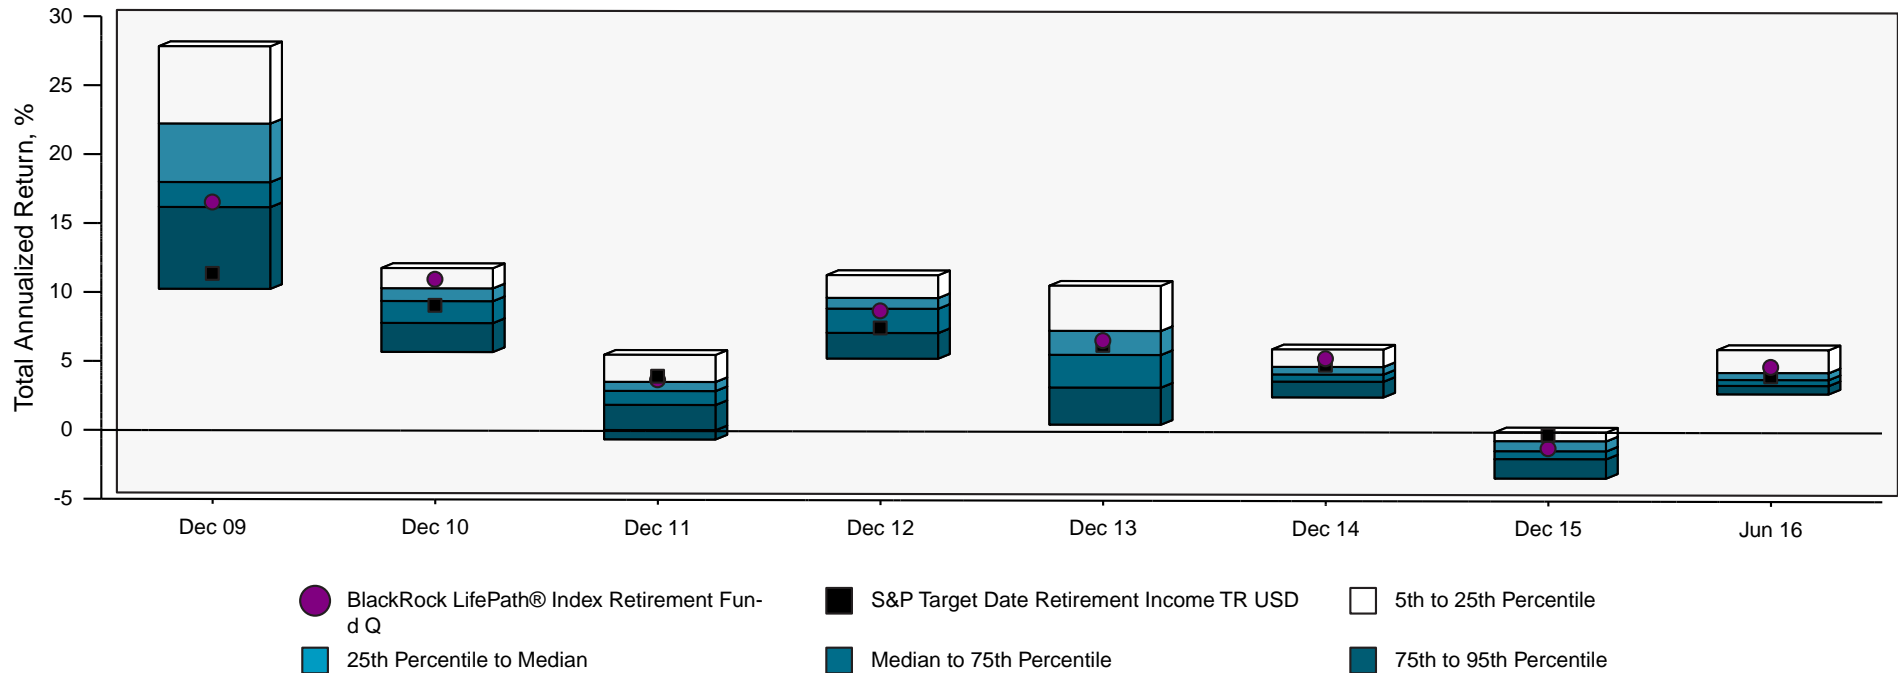 Total Annualized Return, %
30
25
20
15
10
5
0
-5
Dec 09
Dec 10
Dec 11
Dec 12
Dec 13
Dec 14
Dec 15
Jun 16
BlackRock LifePath® Index Retirement Fun-
d Q
S&P Target Date Retirement Income TR USD
5th to 25th Percentile
25th Percentile to Median
Median to 75th Percentile
75th to 95th Percentile